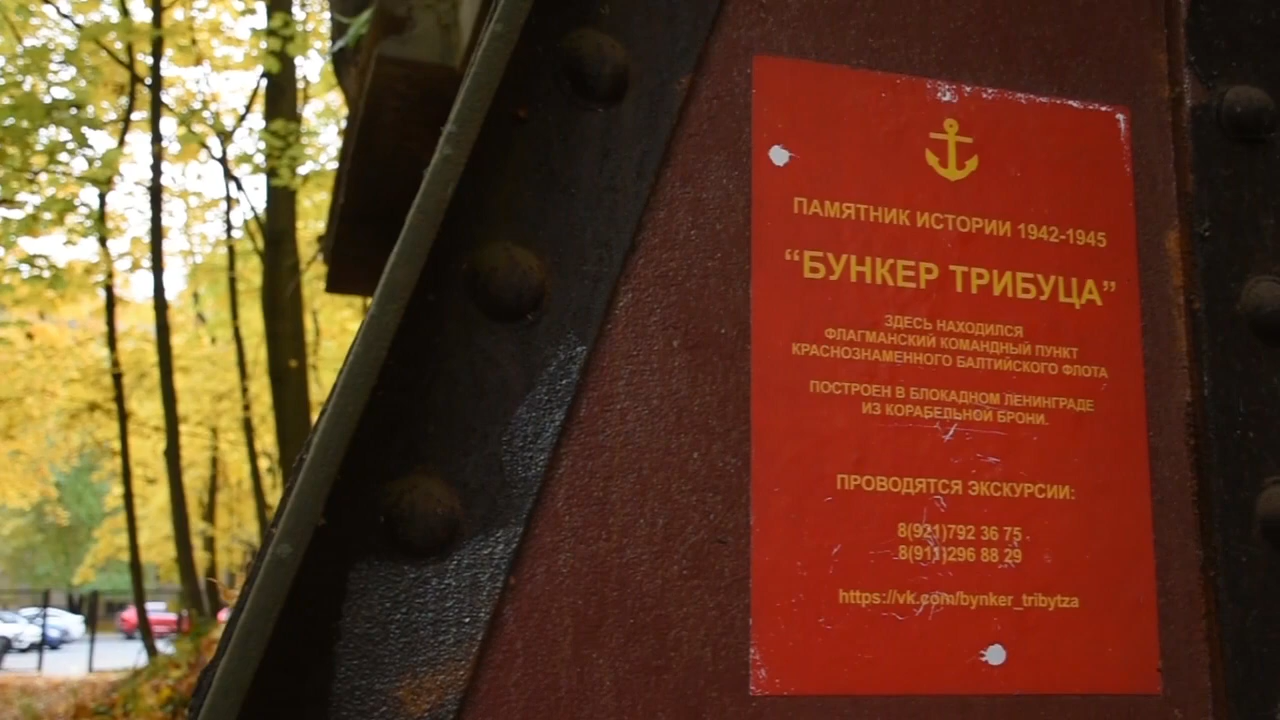 ПАМЯТНИК ИСТОРИИ 1942-1945
“БУНКЕР ТРИБУЦА”
ЗДЕСЬ НАХОДИЛСЯ
ФЛАГМАНСКИЙ КОМАНДНЫЙ ПУНКТ
КРАСНОЗНАМЕННОГО БАЛТИЙСКОГО ФЛОТА
ПОСТРОЕН В БЛОКАДНОМ ЛЕНИНГРАДЕ
ИЗ КОРАБЕЛЬНОЙ БРОНИ.
ПРОВОДЯТСЯ ЭКСКУРСИИ:
8(921)792 36 75
8(911)296 88 29
https://vk.com/bynker_tribytza